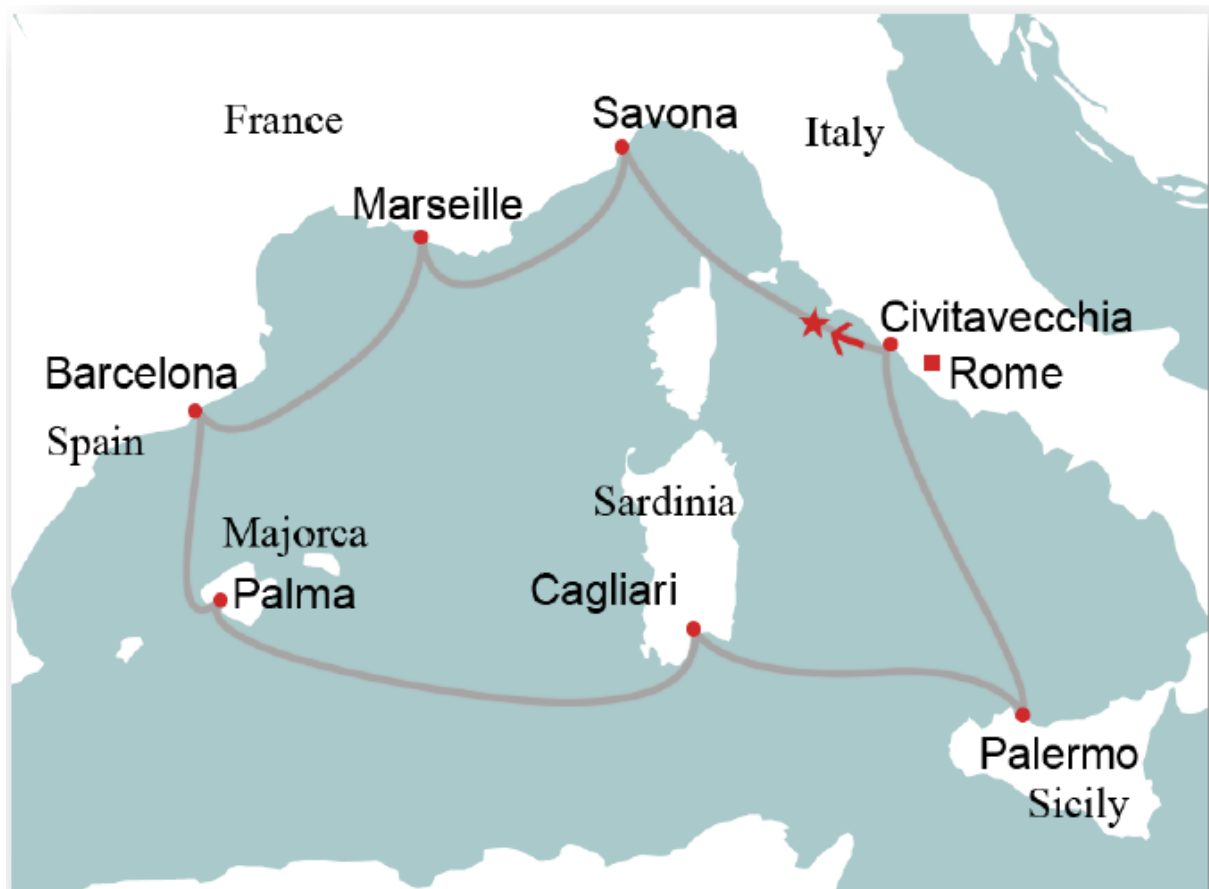 Savona
France
Italy
Marseille
Civitavecchia
Rome
Barcelona
Spain
Sardinia
Majorca
Cagliari
Palma
Palermo
Sicily